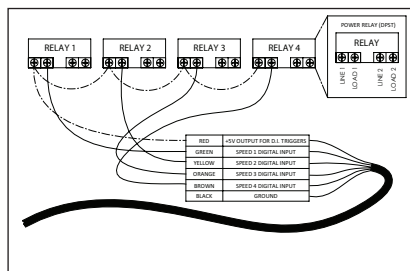 POWER RELAY (DPST)
RELAY 1
RELAY 2
RELAY 3
RELAY 4
RELAY
LINE 1
LOAD 1
LINE 2
LOAD 2
RED +5V OUTPUT FOR D.I. TRIGGERS
GREEN SPEED 1 DIGITAL INPUT
YELLOW SPEED 2 DIGITAL INPUT
ORANGE SPEED 3 DIGITAL INPUT
BROWN SPEED 4 DIGITAL INPUT
BLACK GROUND